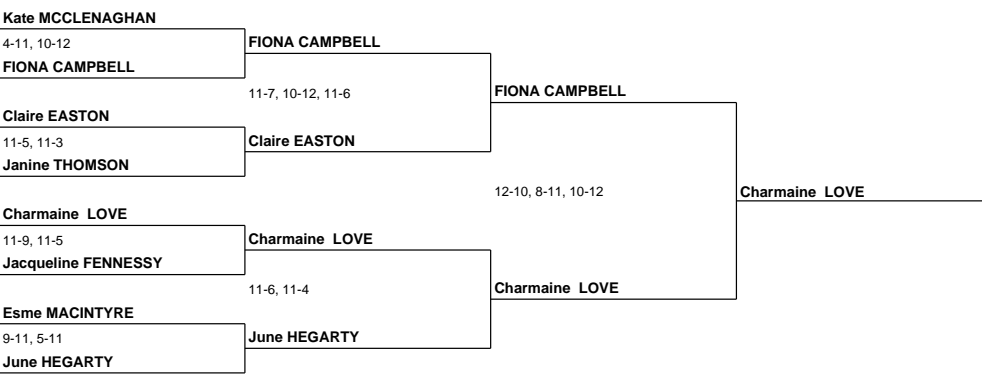 Kate MCCLENAGHAN
4-11, 10-12
FIONA CAMPBELL
FIONA CAMPBELL
11-7, 10-12, 11-6
FIONA CAMPBELL
Claire EASTON
11-5, 11-3
Claire EASTON
Janine THOMSON
12-10, 8-11, 10-12
Charmaine LOVE
Charmaine LOVE
11-9, 11-5
Charmaine LOVE
Jacqueline FENNESSY
11-6, 11-4
Charmaine LOVE
Esme MACINTYRE
9-11, 5-11
June HEGARTY
June HEGARTY